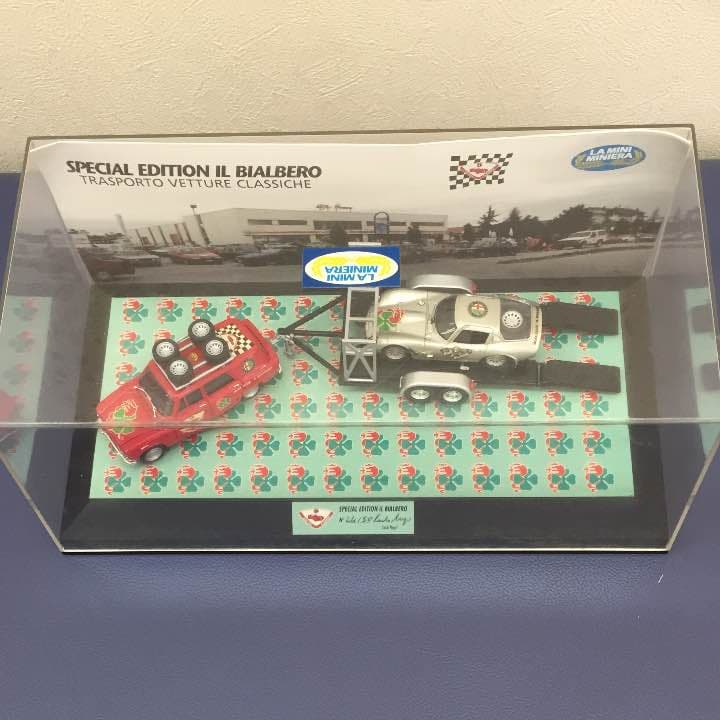 SPECIAL EDITION IL BIALBERO
TRASPORTO VETTURE CLASSICHE
LA MINI
MINIERA
LA MINI
MINIERA
SPECIAL EDITION IL BIALBERO